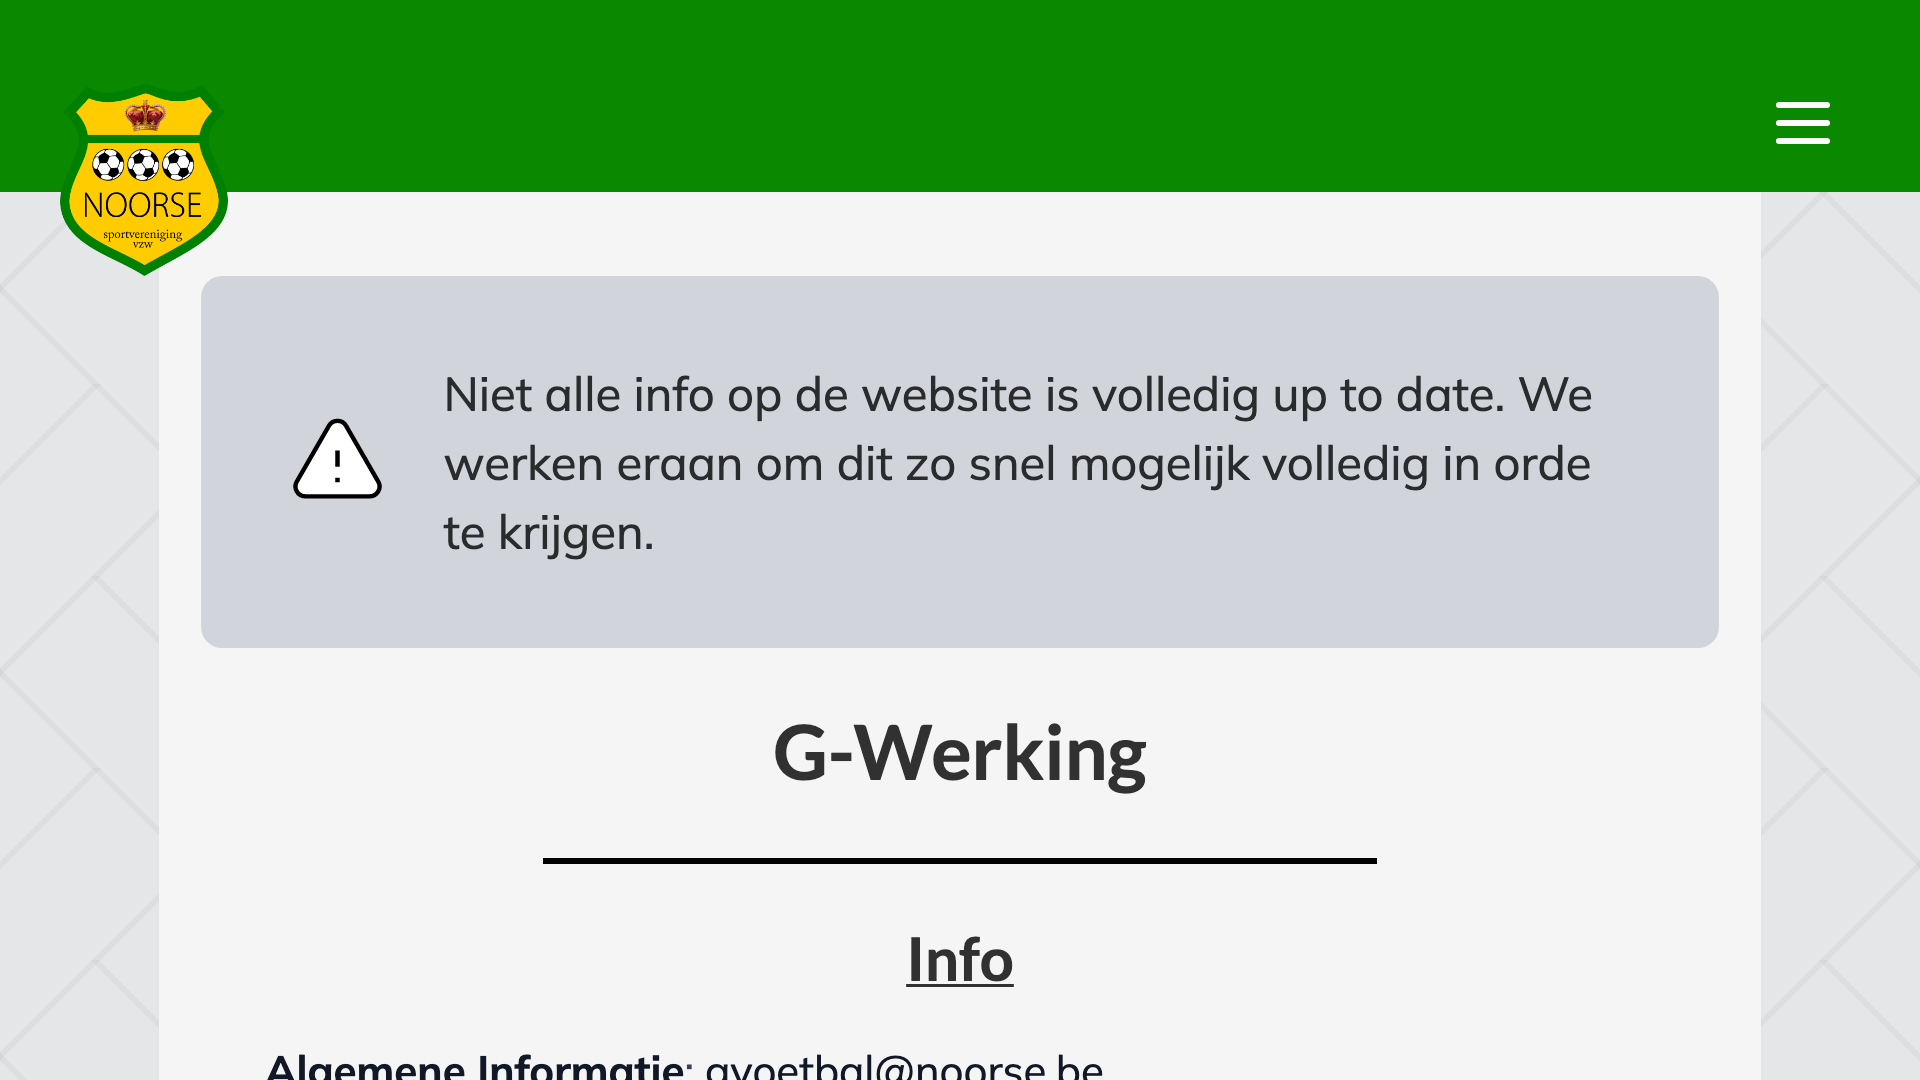 NOORSE
sportvereniging
vzw
Niet alle info op de website is volledig up to date. We
werken eraan om dit zo snel mogelijk volledig in orde
te krijgen.
G-Werking
Info
Algemene Informatie: gvoetbal@noorse.be